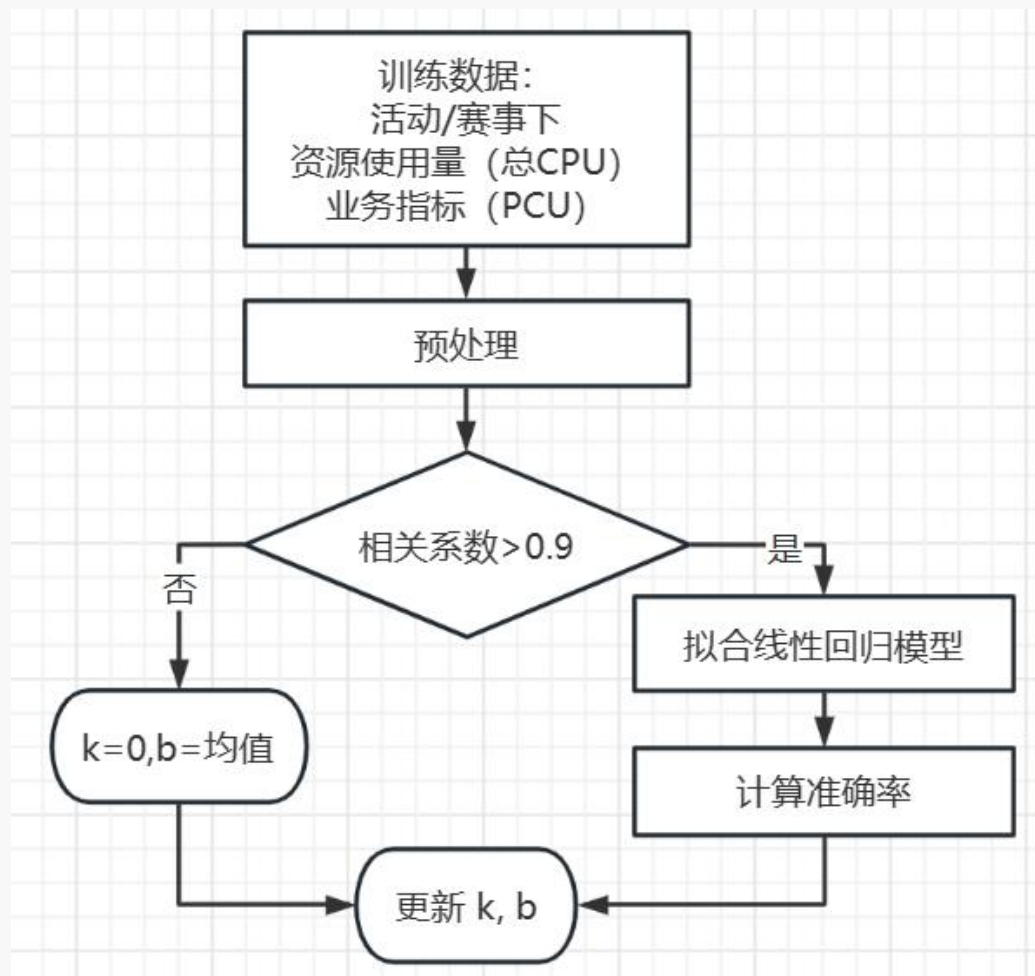 训练数据：
活动/赛事下
资源使用量（总CPU）
业务指标（PCU）
预处理
相关系数>0.9
是
否
拟合线性回归模型
k=0,b=均值
计算准确率
更新 k, b